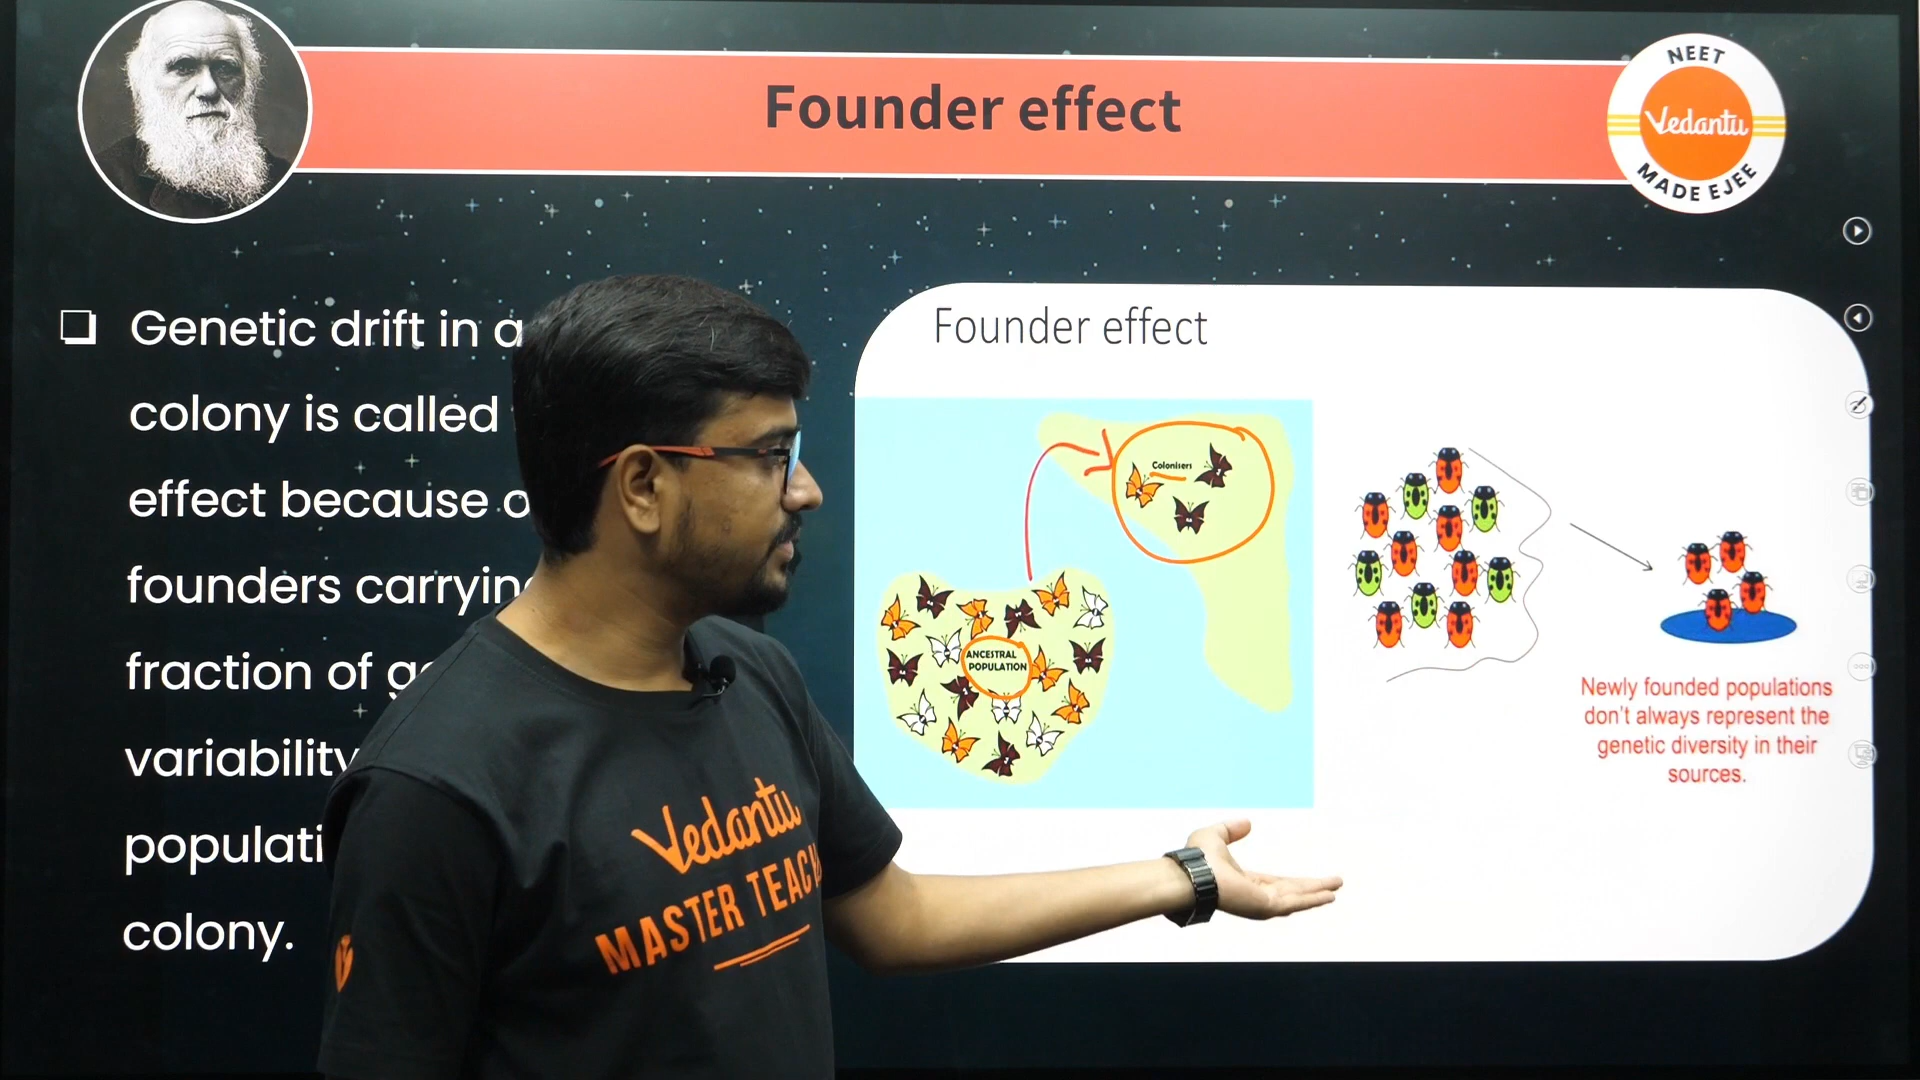 Founder effect
NEET
Vedantu
MADE EJEE
Genetic drift in a
colony is called
effect because
founders carrying
fraction of
variability
populati
colony.
Founder effect
Colonisers
ANCESTRAL
POPULATION
Newly founded populations
don't always represent the
genetic diversity in their
sources.
Vedantu
MASTER TEACH